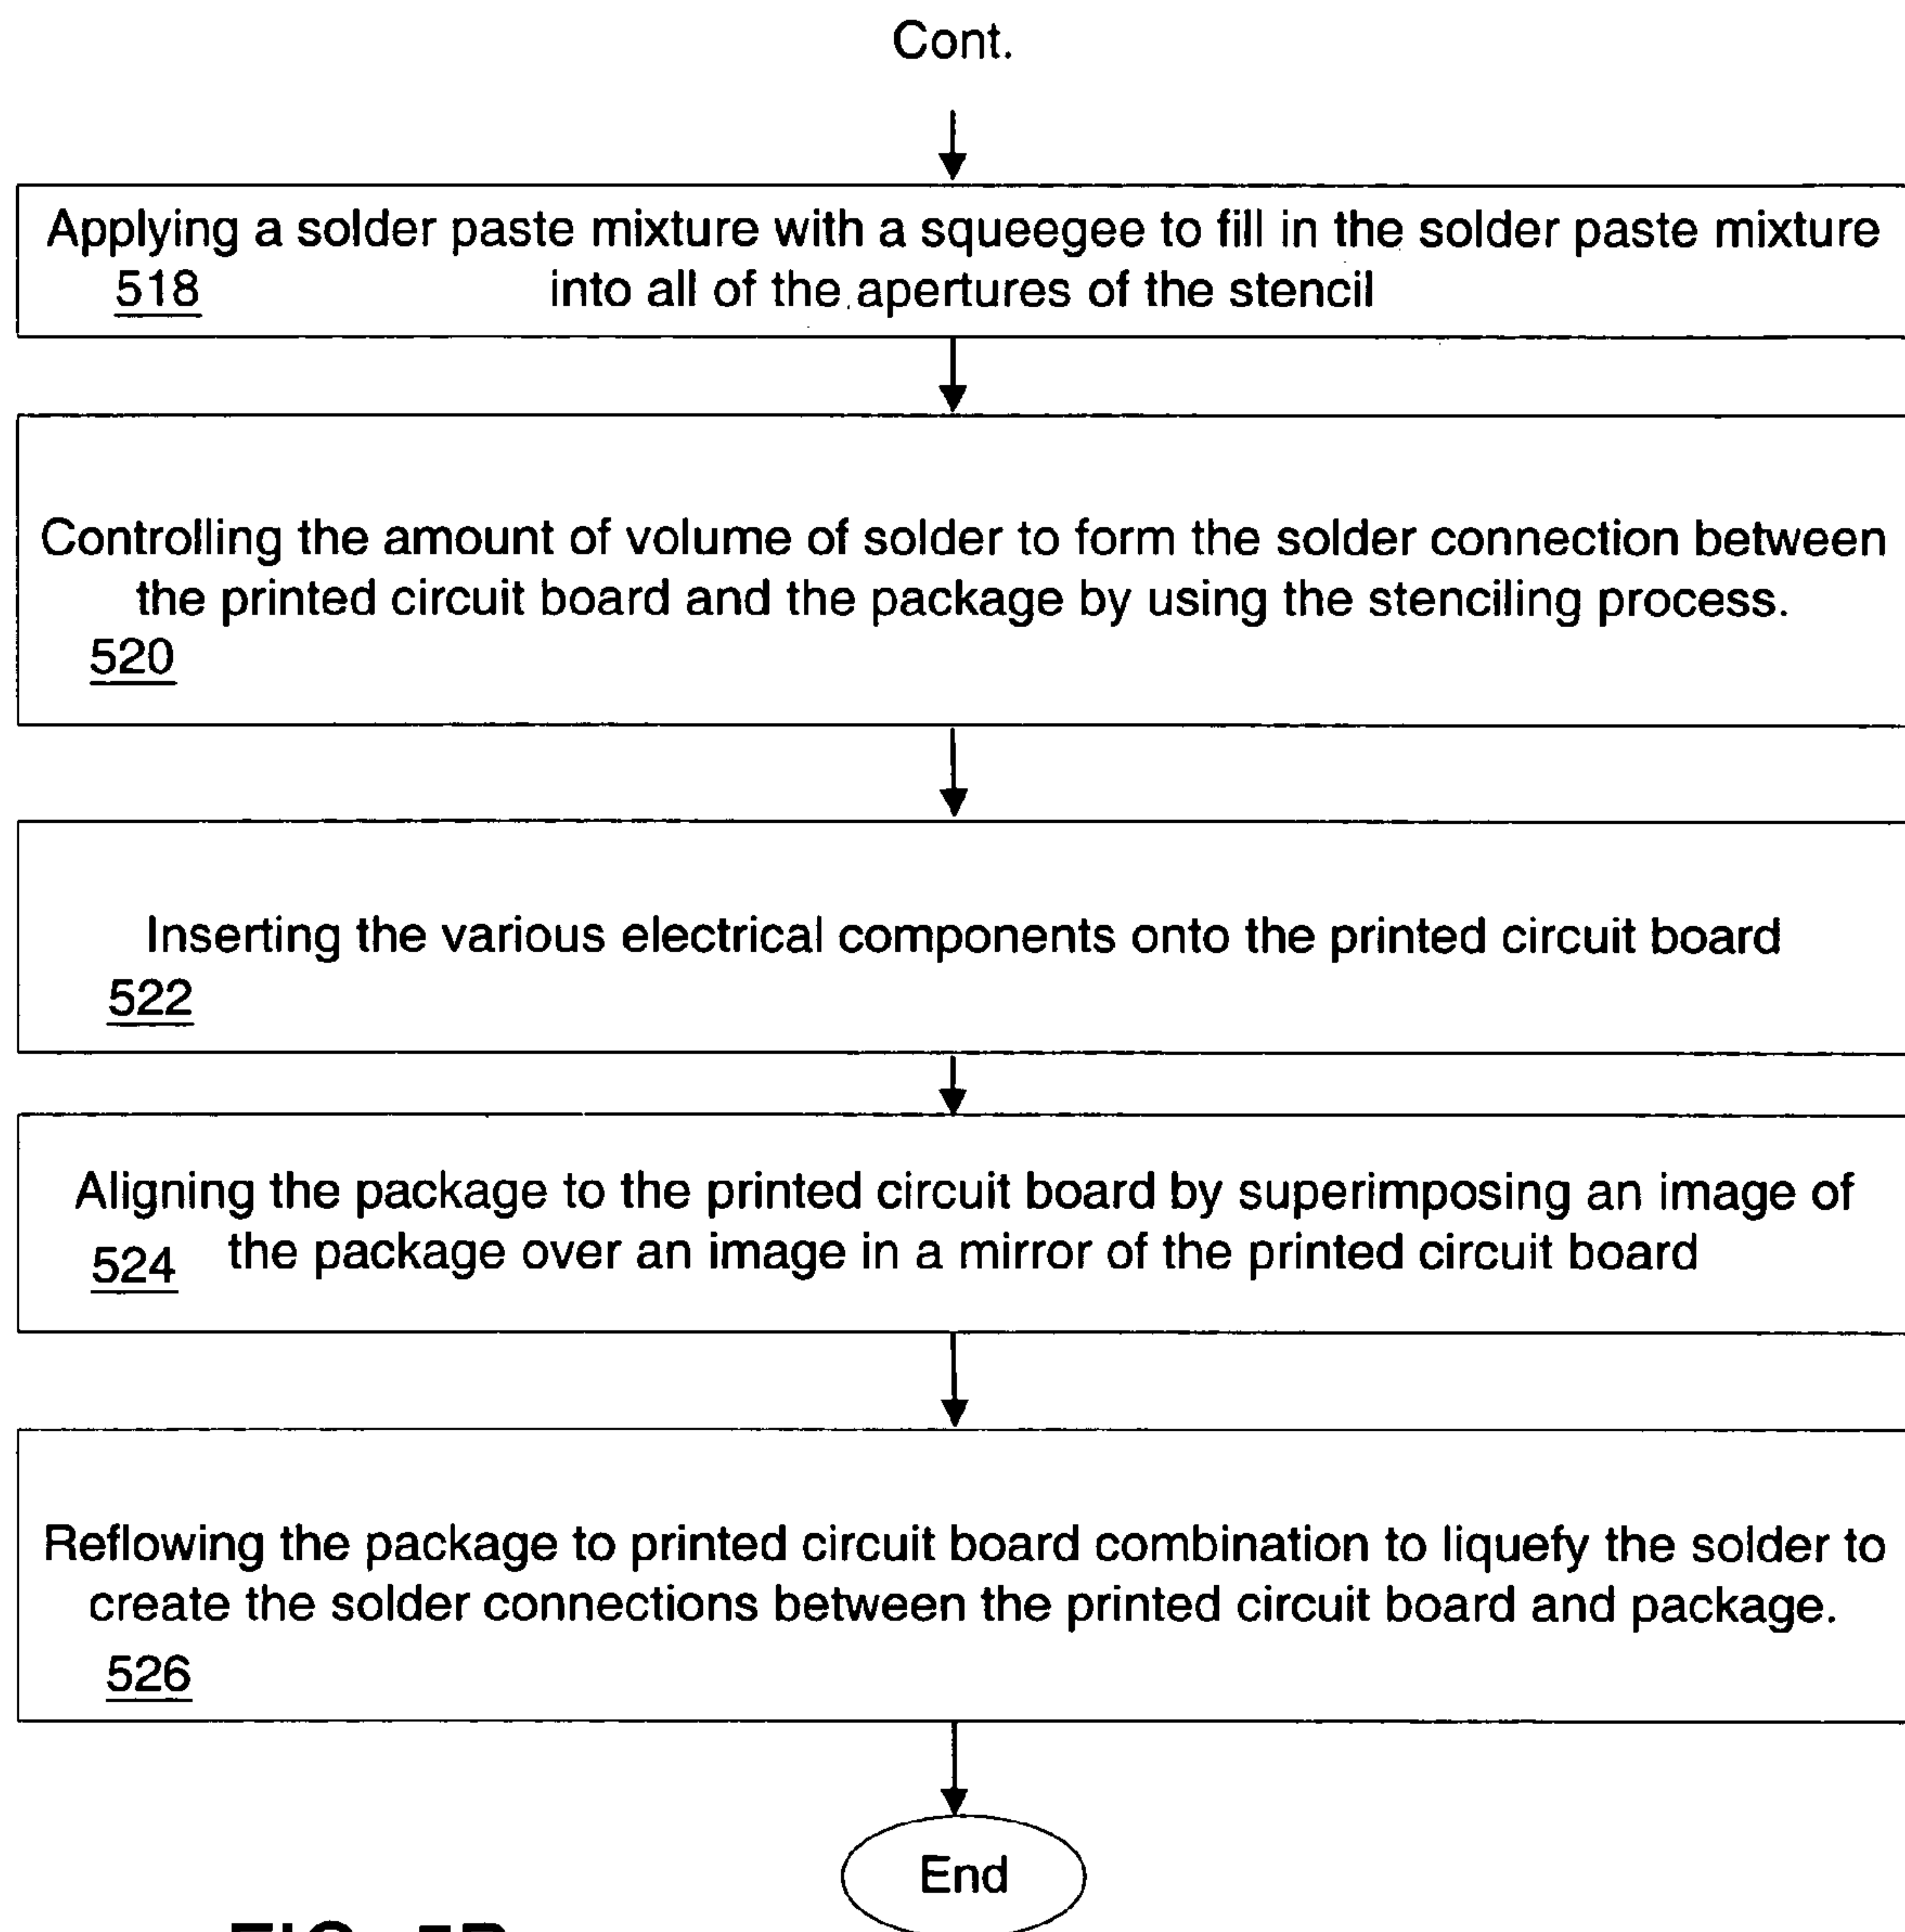 Cont.
Applying a solder paste mixture with a squeegee to fill in the solder paste mixture
518 into all of the apertures of the stencil
Controlling the amount of volume of solder to form the solder connection between
the printed circuit board and the package by using the stenciling process.
520
Inserting the various electrical components onto the printed circuit board
522
Aligning the package to the printed circuit board by superimposing an image of
524 the package over an image in a mirror of the printed circuit board
Reflowing the package to printed circuit board combination to liquefy the solder to
create the solder connections between the printed circuit board and package.
526
End